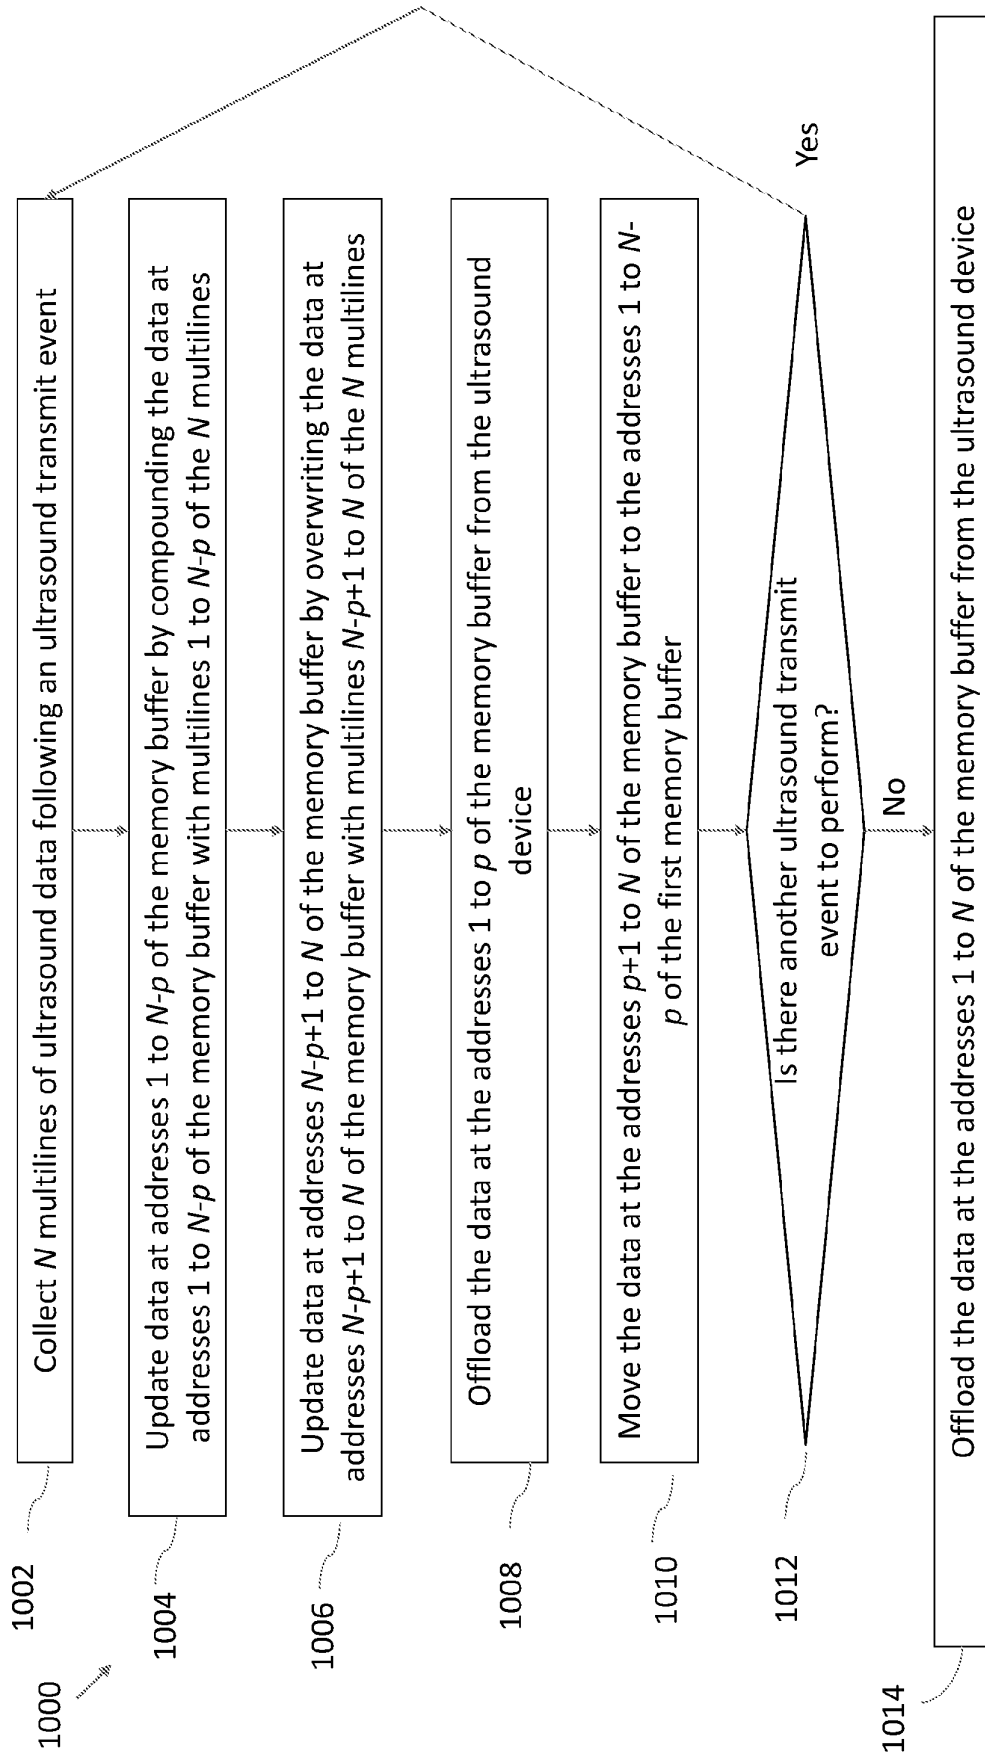 1000
1002
Collect N multilines of ultrasound data following an ultrasound transmit event
1004
Update data at addresses 1 to N-p of the memory buffer by compounding the data at
addresses 1 to N-p of the memory buffer with multilines 1 to N-p of the N multilines
1006
Update data at addresses N-p+1 to N of the memory buffer by overwriting the data at
addresses N-p+1 to N of the memory buffer with multilines N-p+1 to N of the N multilines
1008
Offload the data at the addresses 1 to p of the memory buffer from the ultrasound
device
1010
Move the data at the addresses p+1 to N of the memory buffer to the addresses 1 to N-
p of the first memory buffer
1012
Is there another ultrasound transmit
event to perform?
Yes
No
1014
Offload the data at the addresses 1 to N of the memory buffer from the ultrasound device